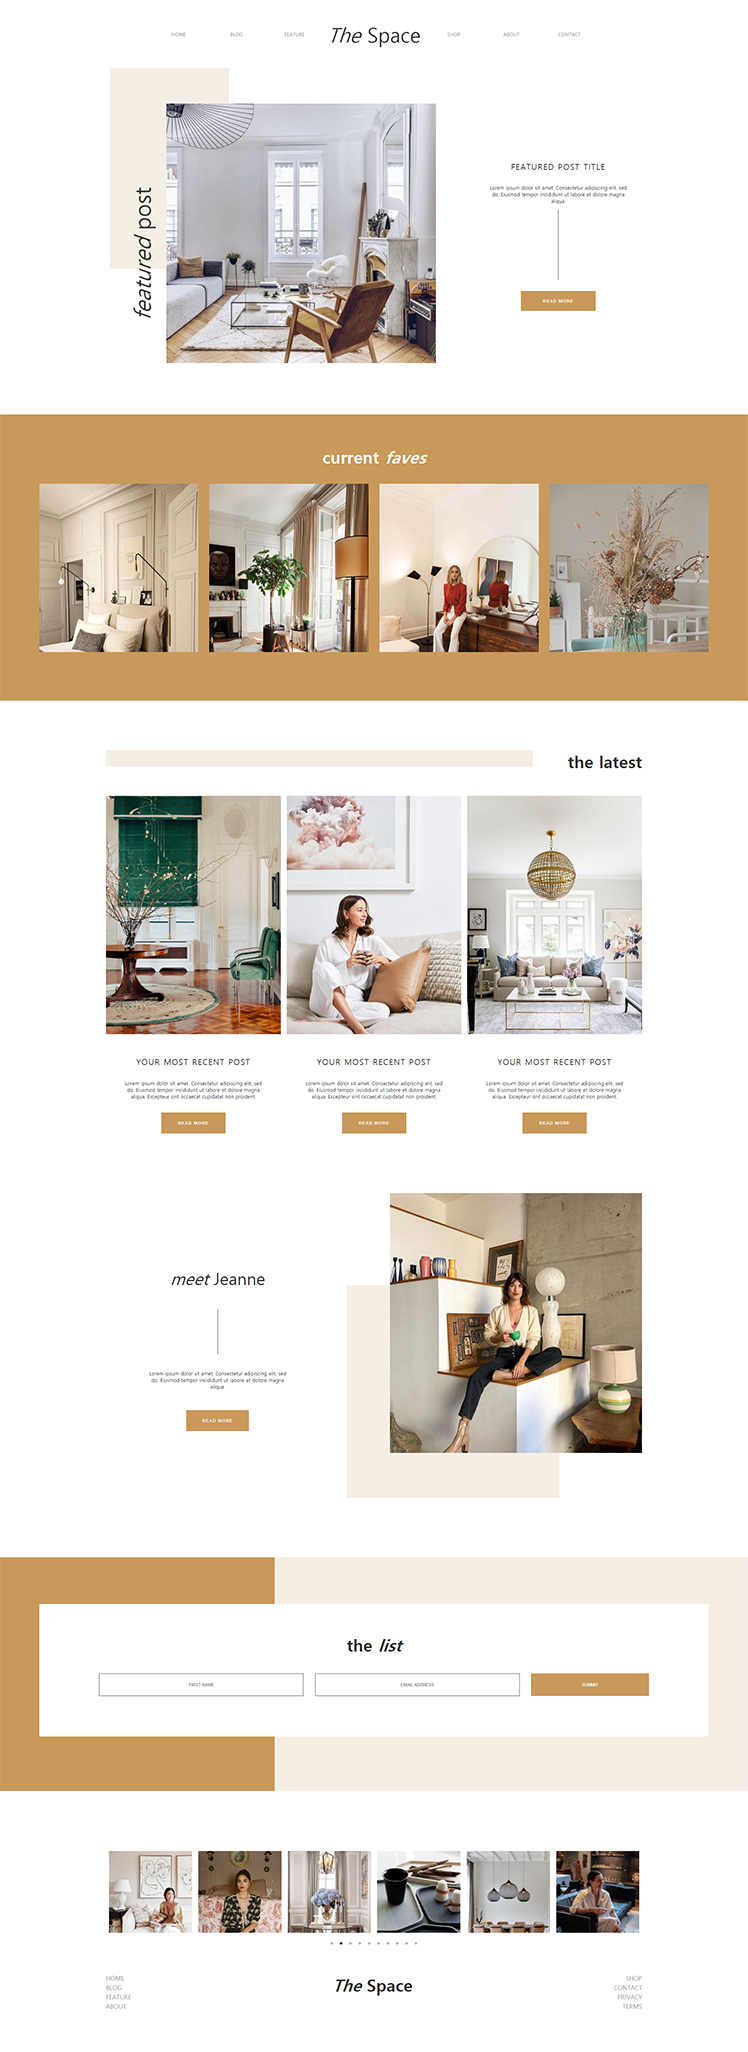 HOME BLOG FEATURE The Space SHOP ABOUT CONTACT
featured post
FEATURED POST TITLE
Lorem ipsum dolor sit amet. Consectetur adipiscing elit, sed
do. Eiusmod tempor incididunt ut labore et dolore magna
aliqua.
READ MORE
current faves
the latest
YOUR MOST RECENT POST
Lorem ipsum dolor sit amet. Consectetur adipiscing elit, sed
do. Eiusmod tempor incididunt ut labore et dolore magna
aliqua. Excepteur sint occaecat cupidatat non proident.
READ MORE
YOUR MOST RECENT POST
Lorem ipsum dolor sit amet. Consectetur adipiscing elit, sed
do. Eiusmod tempor incididunt ut labore et dolore magna
aliqua. Excepteur sint occaecat cupidatat non proident.
READ MORE
YOUR MOST RECENT POST
Lorem ipsum dolor sit amet. Consectetur adipiscing elit, sed
do. Eiusmod tempor incididunt ut labore et dolore magna
aliqua. Excepteur sint occaecat cupidatat non proident.
READ MORE
meet Jeanne
Lorem ipsum dolor sit amet. Consectetur adipiscing elit, sed
do. Eiusmod tempor incididunt ut labore et dolore magna
aliqua.
READ MORE
the list
FIRST NAME
EMAIL ADDRESS
SUMMIT
HOME
BLOG
FEATURE
ABOUT
The Space
SHOP
CONTACT
PRIVACY
TERMS